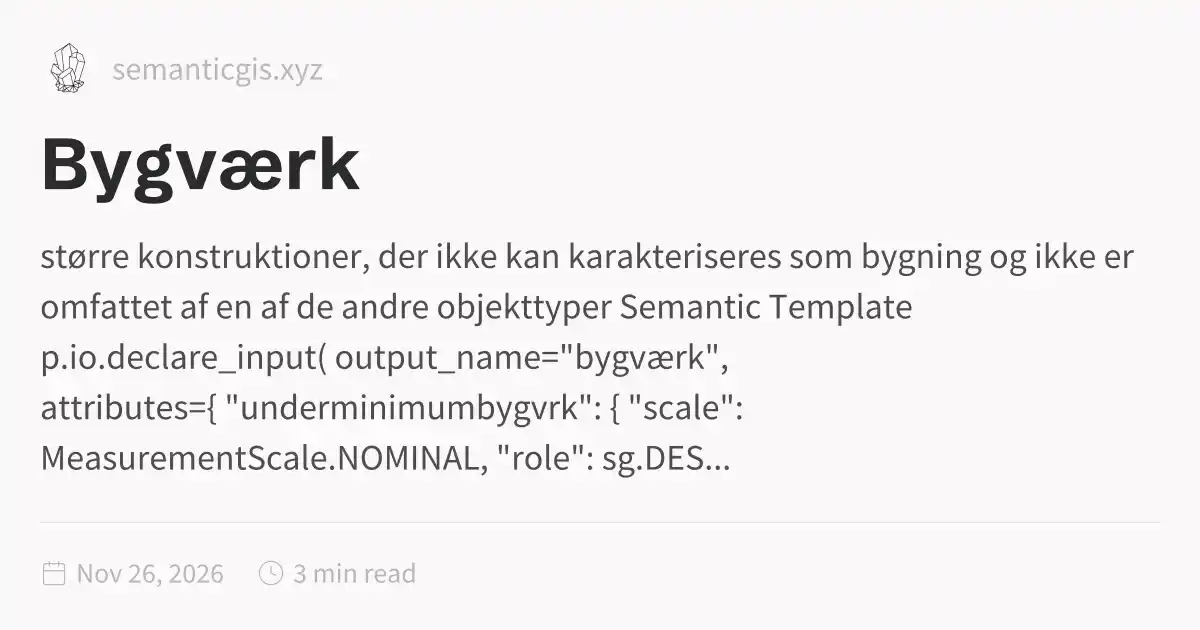 semanticgis.xyz
Bygværk
større konstruktioner, der ikke kan karakteriseres som bygning og ikke er
omfattet af en af de andre objekttyper Semantic Template
p.io.declare_input( output_name="bygværk",
attributes={ "underminimumbygvrk": { "scale":
MeasurementScale.NOMINAL, "role": sg.DES...
Nov 26, 2026 3 min read